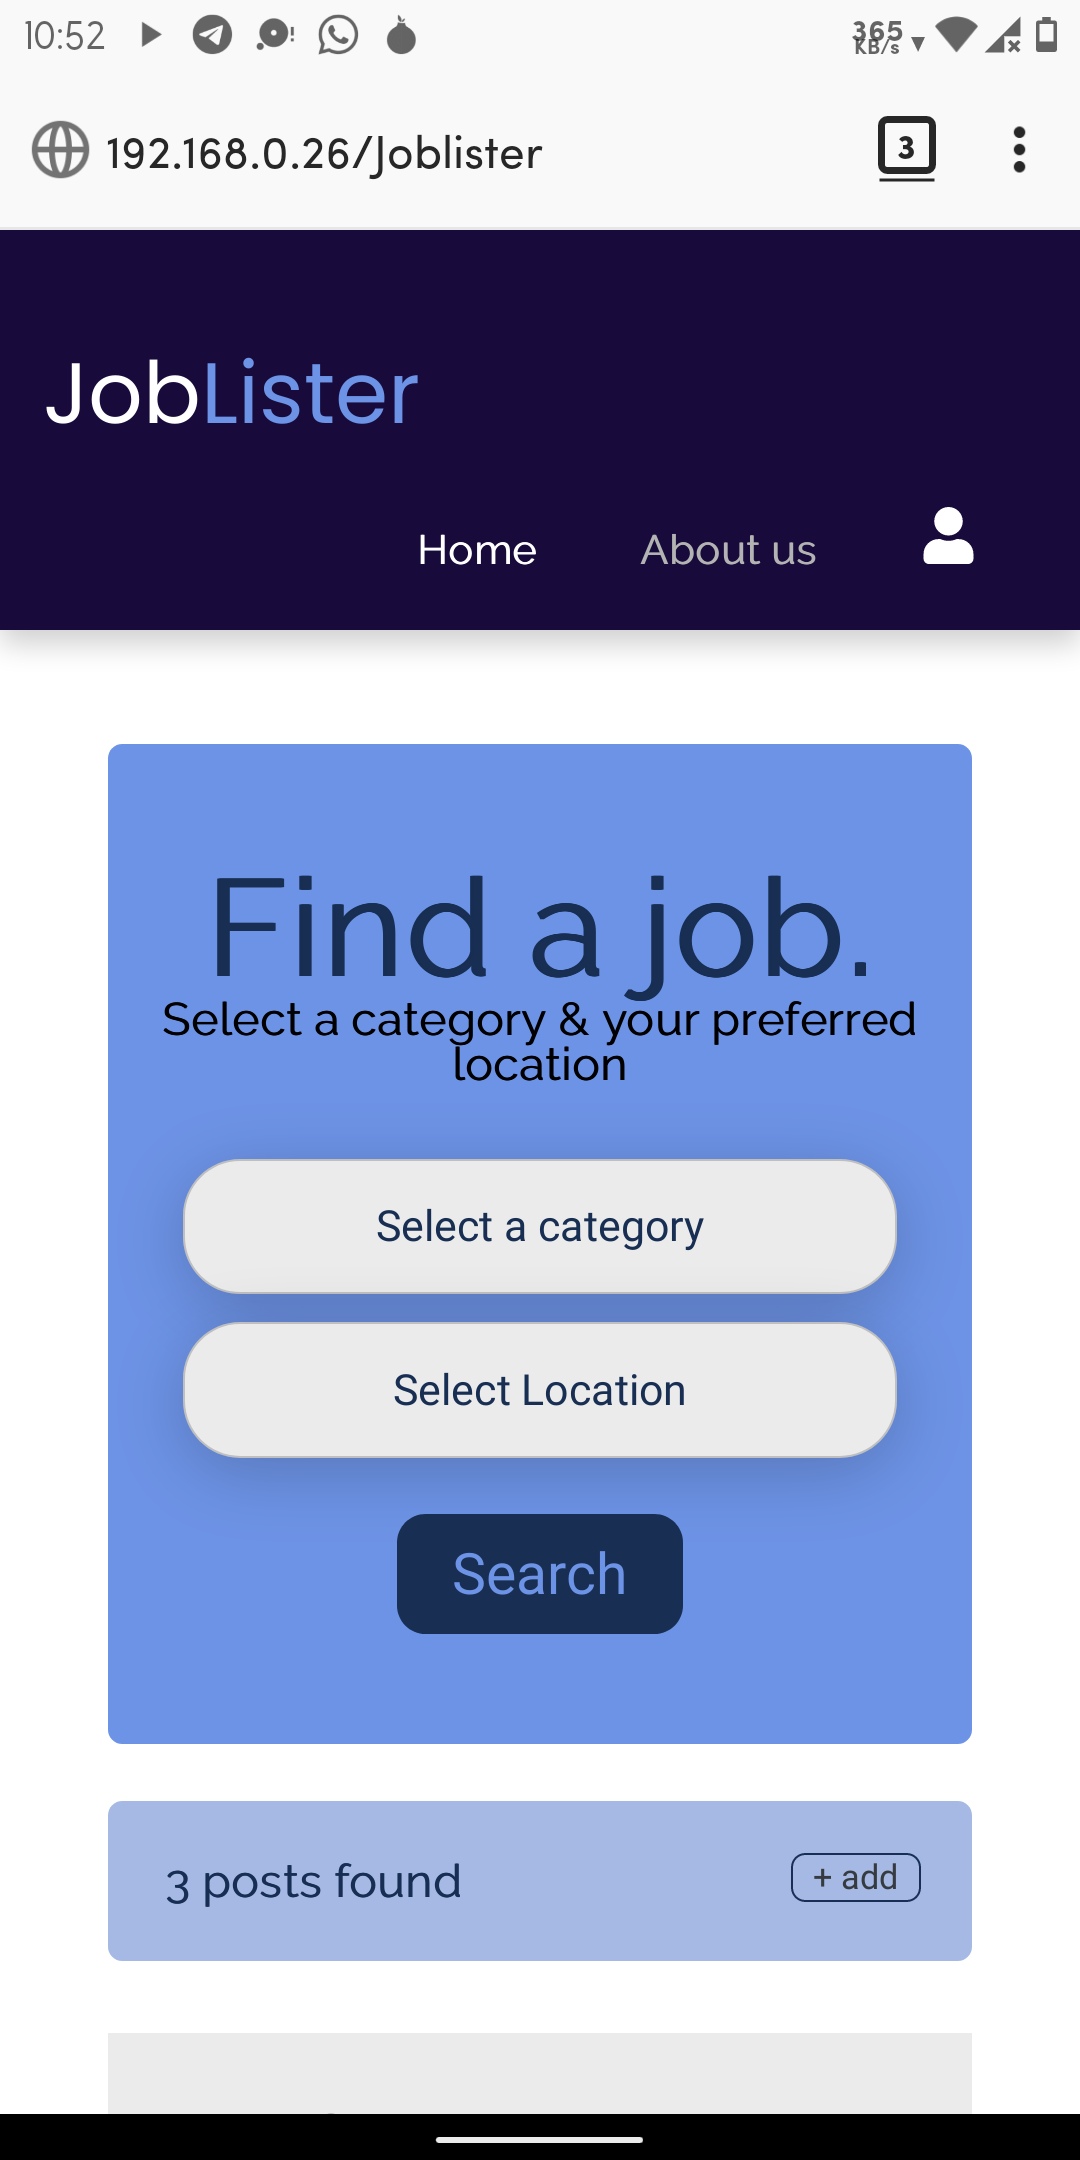 10:52
365
KB/s
192.168.0.26/Joblister
3
JobLister
Home
About us
Find a job.
Select a category & your preferred
location
Select a category
Select Location
Search
3 posts found
+ add